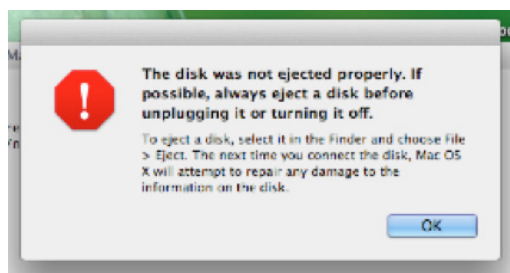 The disk was not ejected properly. If
possible, always eject a disk before
unplugging it or turning it off.
To eject a disk, select it in the Finder and choose File
> Eject. The next time you connect the disk, Mac OS
X will attempt to repair any damage to the
information on the disk.
OK